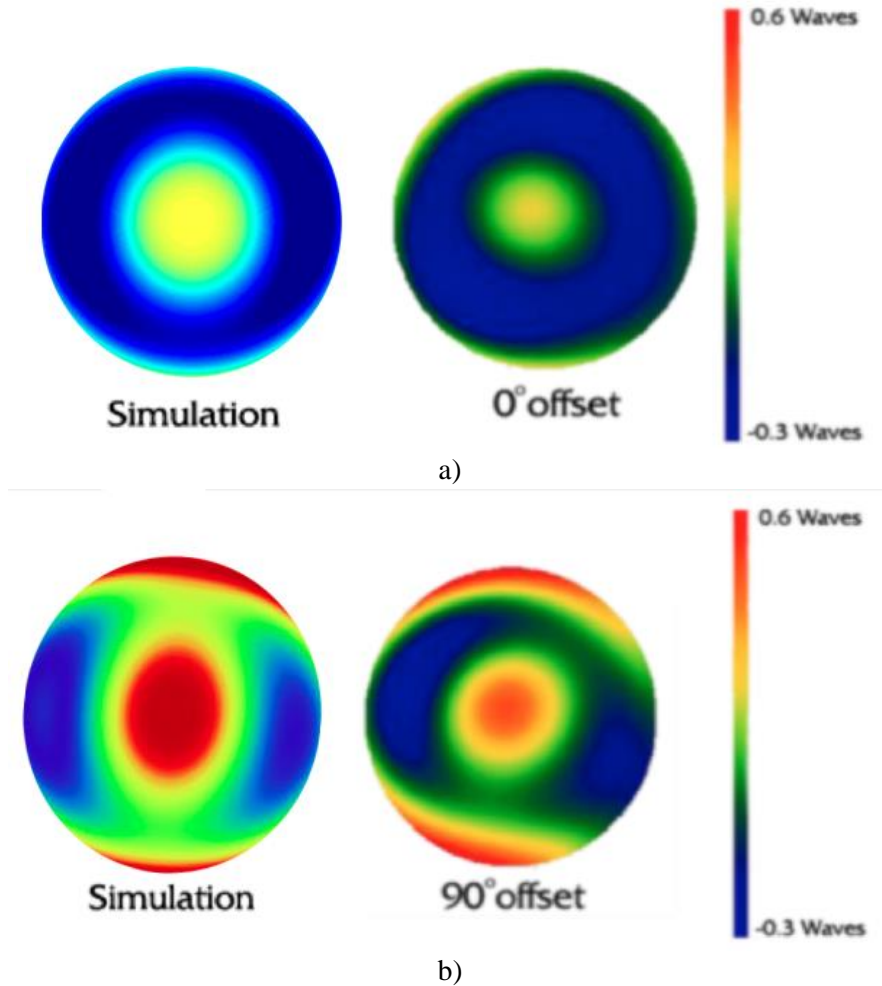 0.6 Waves
Simulation
0°offset
-0.3 Waves
a)
0.6 Waves
Simulation
90°offset
-0.3 Waves
b)